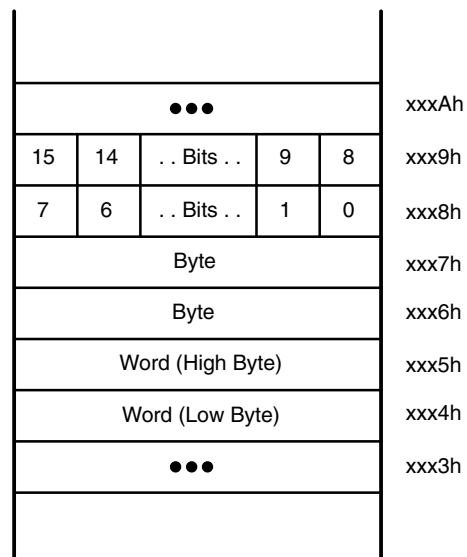 ●●● xxxAh
15 14 . . Bits . . 9 8 xxx9h
7 6 . . Bits . . 1 0 xxx8h
Byte xxx7h
Byte xxx6h
Word (High Byte) xxx5h
Word (Low Byte) xxx4h
●●● xxx3h